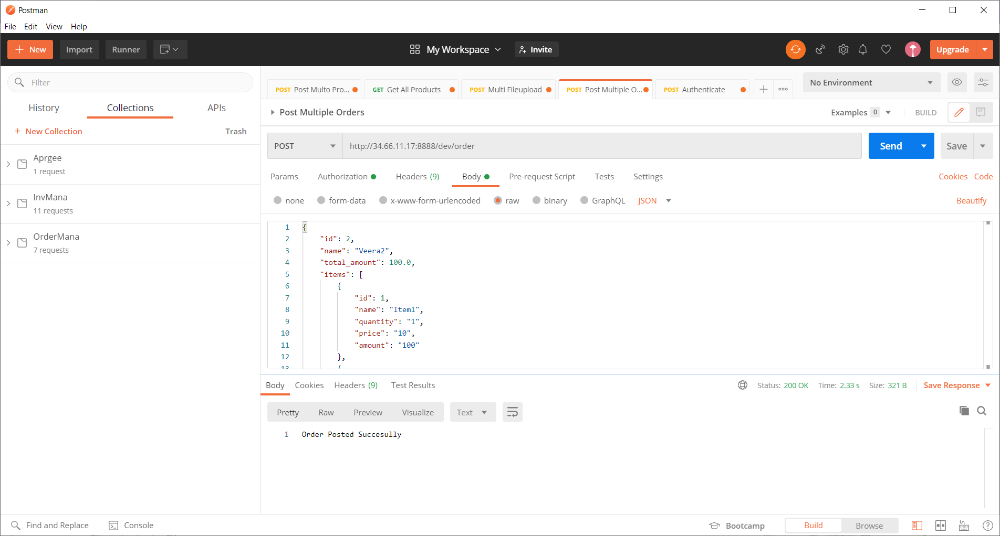 Postman
File Edit View Help
New Import Runner My Workspace Invite Upgrade
Filter
History Collections APIs
New Collection Trash
Aprgee
1 request
InvMana
11 requests
OrderMana
7 requests
POST Post Multo Pro... GET Get All Products POST Multi Fileupload POST Post Multiple O... POST Authenticate No Environment
Post Multiple Orders Examples 0 BUILD
POST http://34.66.11.17:8888/dev/order Send Save
Params Authorization Headers (9) Body Pre-request Script Tests Settings Cookies Code
none form-data x-www-form-urlencoded raw binary GraphQL JSON Beautify
1 {
2 "id": 2,
3 "name": "Veera2",
4 "total_amount": 100.0,
5 "items": [
6 {
7 "id": 1,
8 "name": "Item1",
9 "quantity": "1",
10 "price": "10",
11 "amount": "100"
12 },
13 {
Body Cookies Headers (9) Test Results Status: 200 OK Time: 2.33 s Size: 321 B Save Response
Pretty Raw Preview Visualize Text
1 Order Posted Succesully
Find and Replace Console Bootcamp Build Browse